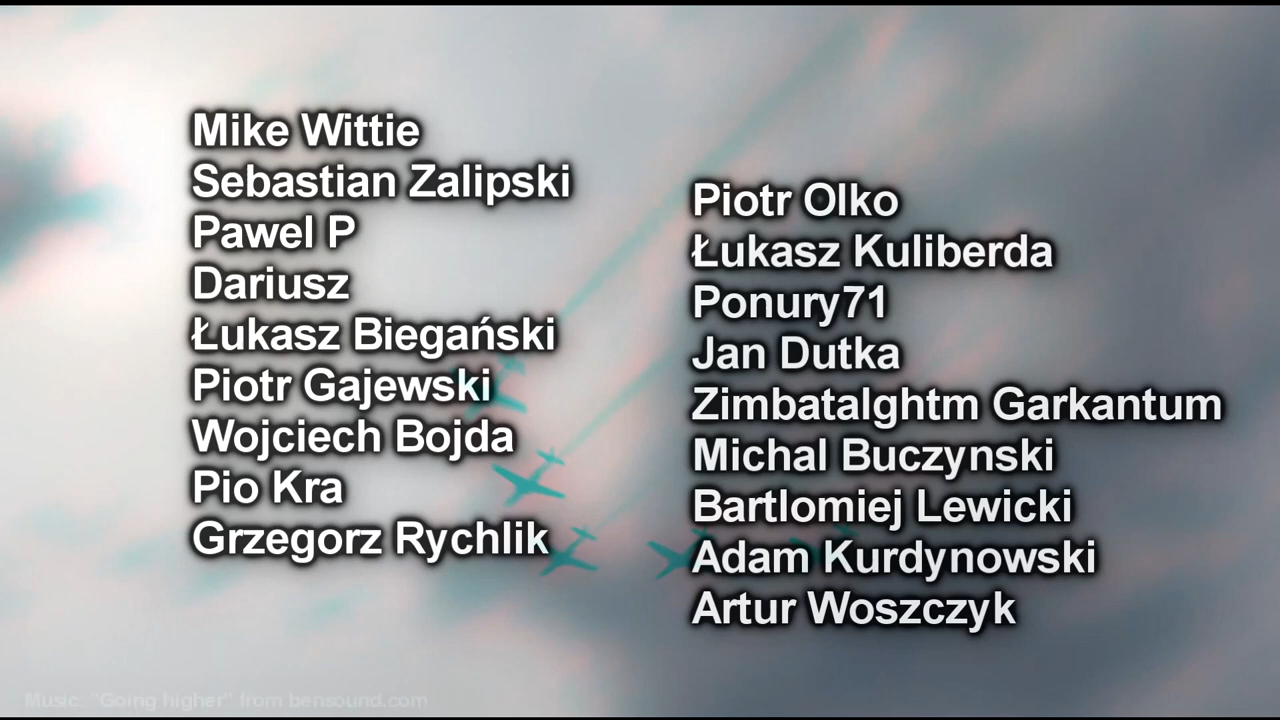 Mike Wittie
Sebastian Zalipski
Pawel P
Dariusz
Łukasz Biegański
Piotr Gajewski
Wojciech Bojda
Pio Kra
Grzegorz Rychlik
Piotr Olko
Łukasz Kuliberda
Ponury71
Jan Dutka
Zimbatalghtm Garkantum
Michal Buczynski
Bartlomiej Lewicki
Adam Kurdynowski
Artur Woszczyk
Music: "Going higher" from bensound.com